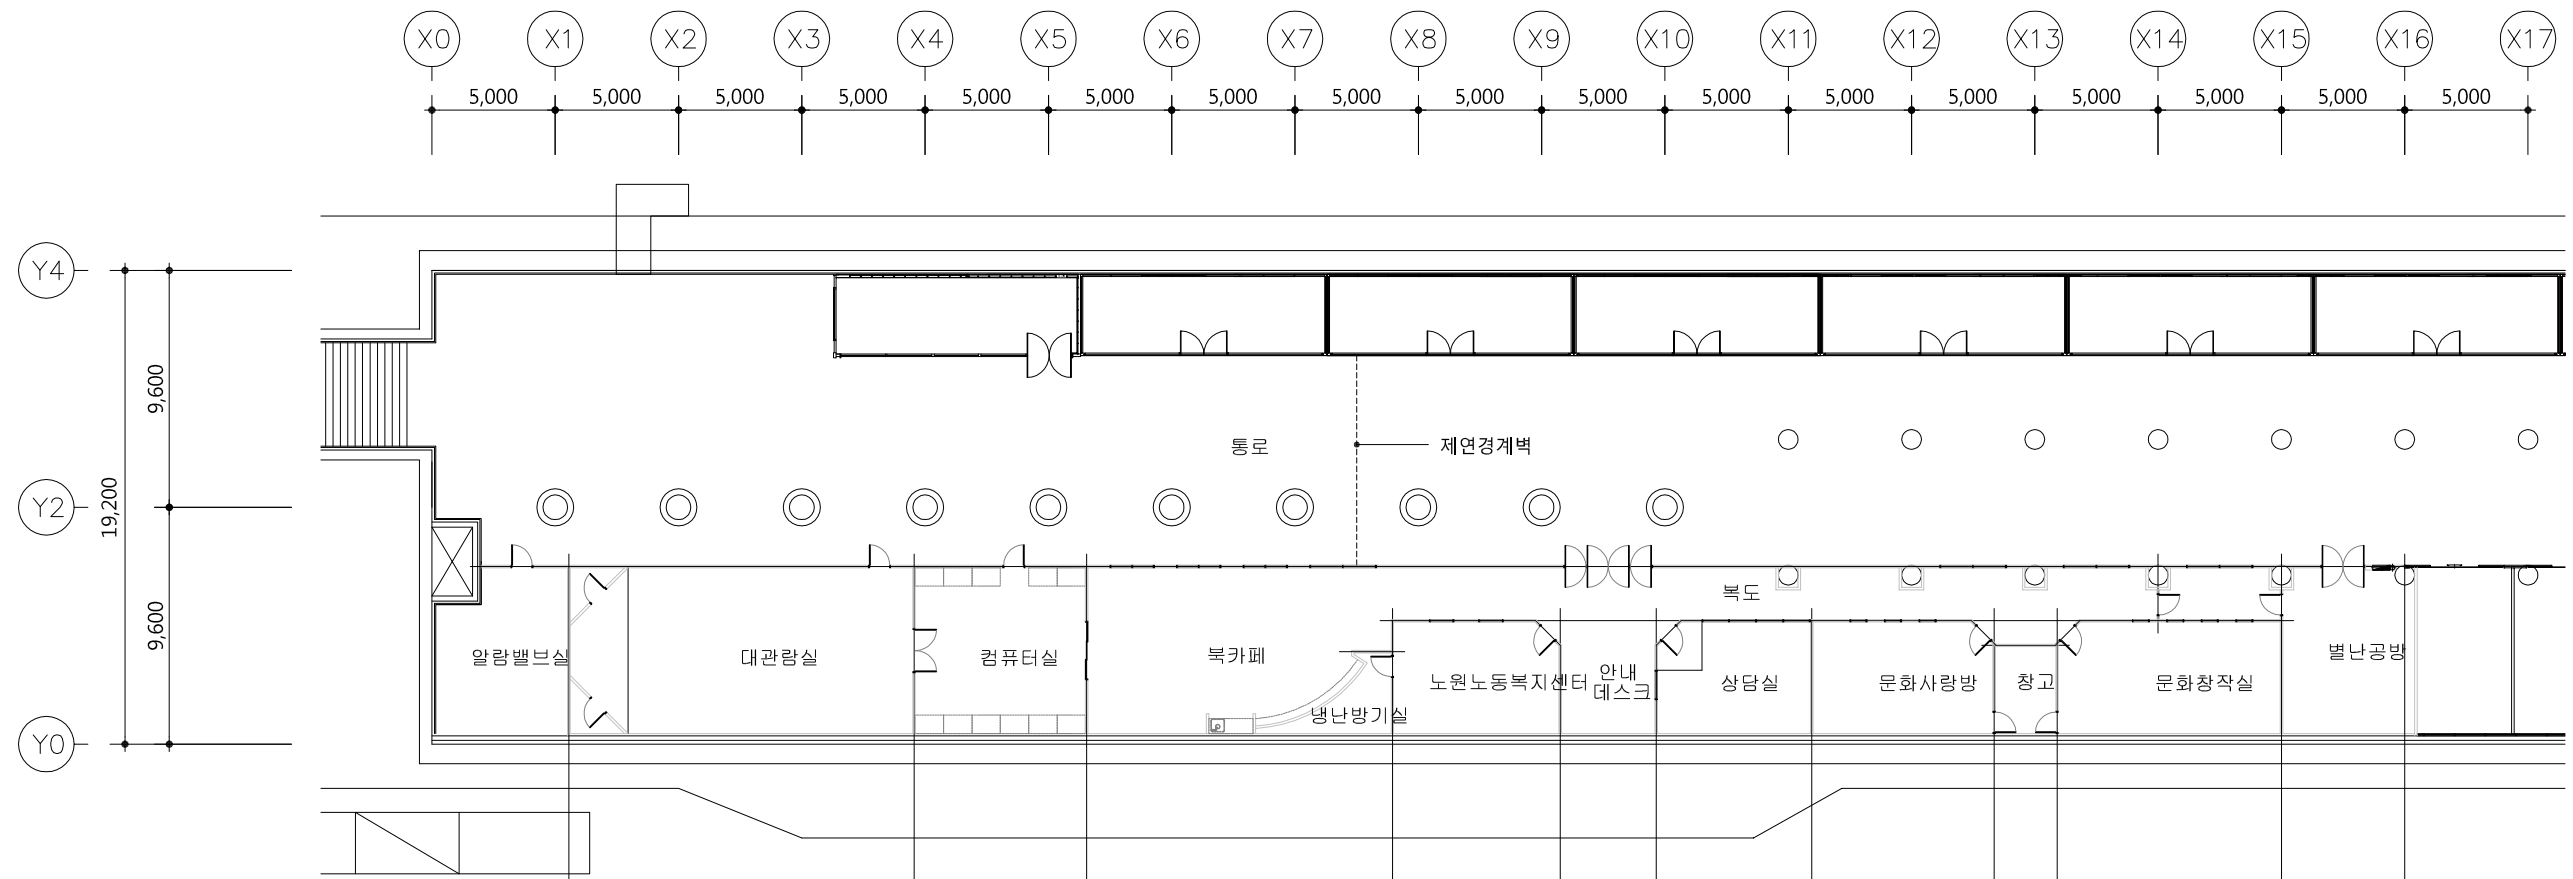 X0 X1 X2 X3 X4 X5 X6 X7 X8 X9 X10 X11 X12 X13 X14 X15 X16 X17
5,000 5,000 5,000 5,000 5,000 5,000 5,000 5,000 5,000 5,000 5,000 5,000 5,000 5,000 5,000 5,000 5,000
Y4
9,600
통로
제연경계벽
19,200
Y2
9,600
복도
알람밸브실
대관람실
컴퓨터실
북카페
냉난방기실
노원노동복지센터
안내
데스크
상담실
문화사랑방
창고
문화창작실
별난공방
Y0